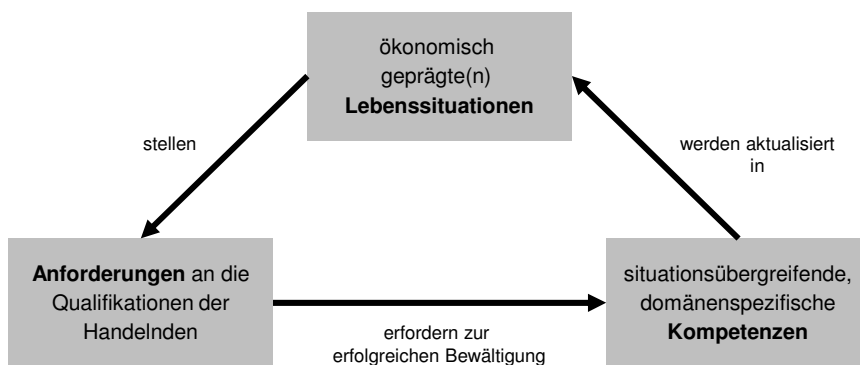 ökonomisch
geprägte(n)
Lebenssituationen
stellen
werden aktualisiert
in
Anforderungen an die
Qualifikationen der
Handelnden
situationsübergreifende,
domänenspezifische
Kompetenzen
erfordern zur
erfolgreichen Bewältigung